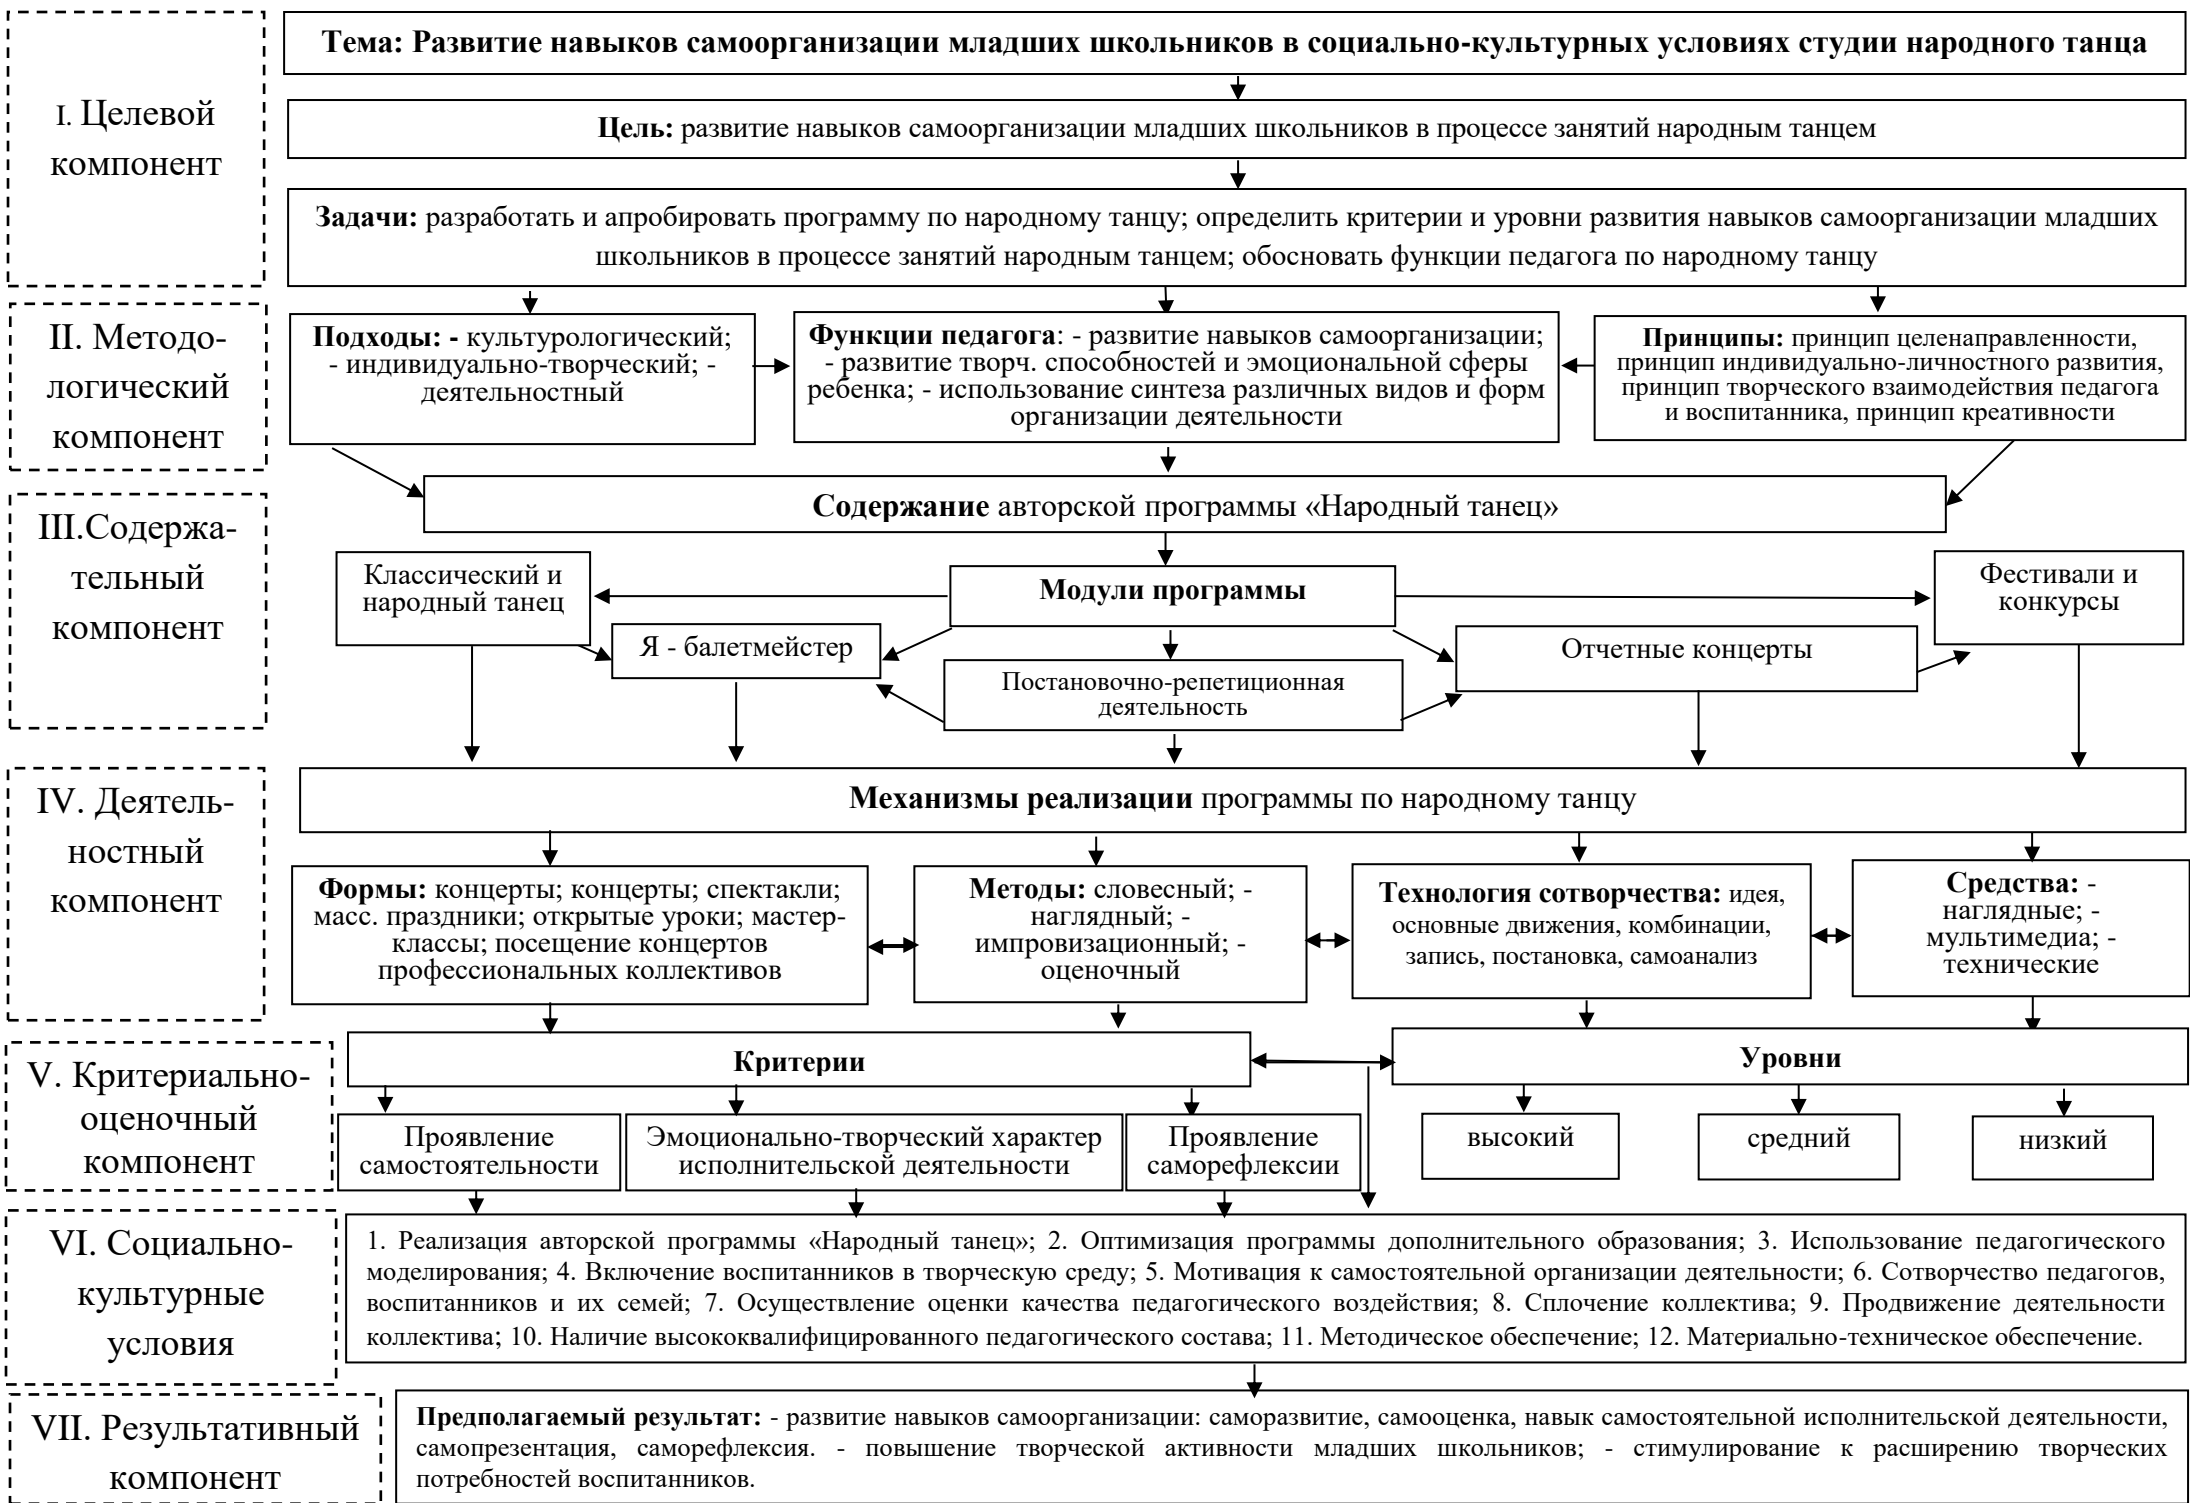 Тема: Развитие навыков самоорганизации младших школьников в социально-культурных условиях студии народного танца
I. Целевой
компонент
Цель: развитие навыков самоорганизации младших школьников в процессе занятий народным танцем
Задачи: разработать и апробировать программу по народному танцу; определить критерии и уровни развития навыков самоорганизации младших
школьников в процессе занятий народным танцем; обосновать функции педагога по народному танцу
II. Методо-
логический
компонент
Подходы: - культурологический;
- индивидуально-творческий; -
деятельностный
Функции педагога: - развитие навыков самоорганизации;
- развитие творч. способностей и эмоциональной сферы
ребенка; - использование синтеза различных видов и форм
организации деятельности
Принципы: принцип целенаправленности,
принцип индивидуально-личностного развития,
принцип творческого взаимодействия педагога
и воспитанника, принцип креативности
III.Содержа-
тельный
компонент
Содержание авторской программы «Народный танец»
Классический и
народный танец
Модули программы
Фестивали и
конкурсы
Я - балетмейстер
Отчетные концерты
Постановочно-репетиционная
деятельность
IV. Деятель-
ностный
компонент
Механизмы реализации программы по народному танцу
Формы: концерты; концерты; спектакли;
масс. праздники; открытые уроки; мастер-
классы; посещение концертов
профессиональных коллективов
Методы: словесный; -
наглядный; -
импровизационный; -
оценочный
Технология сотворчества: идея,
основные движения, комбинации,
запись, постановка, самоанализ
Средства: -
наглядные; -
мультимедиа; -
технические
V. Критериально-
оценочный
компонент
Критерии
Уровни
Проявление
самостоятельности
Эмоционально-творческий характер
исполнительской деятельности
Проявление
саморефлексии
высокий
средний
низкий
VI. Социально-
культурные
условия
1. Реализация авторской программы «Народный танец»; 2. Оптимизация программы дополнительного образования; 3. Использование педагогического
моделирования; 4. Включение воспитанников в творческую среду; 5. Мотивация к самостоятельной организации деятельности; 6. Сотворчество педагогов,
воспитанников и их семей; 7. Осуществление оценки качества педагогического воздействия; 8. Сплочение коллектива; 9. Продвижение деятельности
коллектива; 10. Наличие высококвалифицированного педагогического состава; 11. Методическое обеспечение; 12. Материально-техническое обеспечение.
VII. Результативный
компонент
Предполагаемый результат: - развитие навыков самоорганизации: саморазвитие, самооценка, навык самостоятельной исполнительской деятельности,
самопрезентация, саморефлексия. - повышение творческой активности младших школьников; - стимулирование к расширению творческих
потребностей воспитанников.